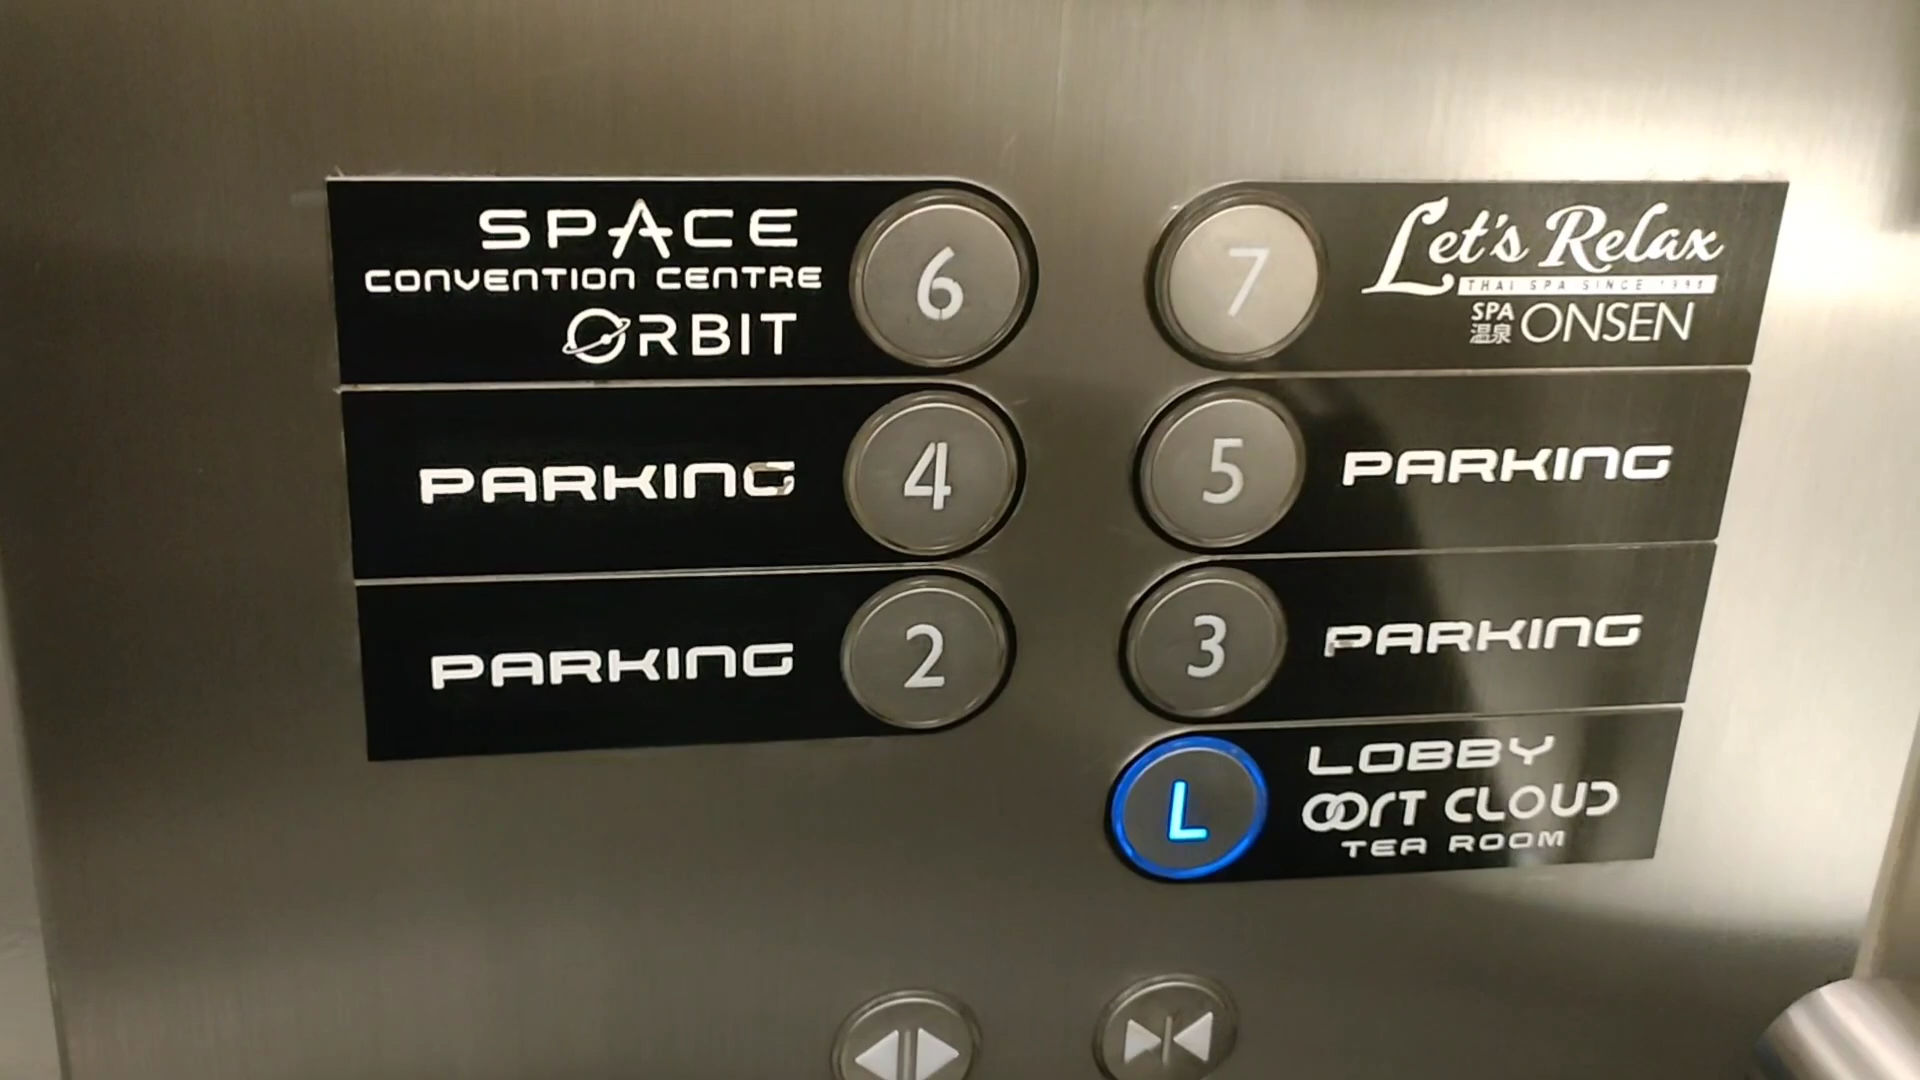 SPACE
CONVENTION CENTRE
ORBIT
6
7
Let's Relax
THAI SPA SINCE 1998
SPA
温泉
ONSEN
PARKING
4
5
PARKING
PARKING
2
3
PARKING
L
LOBBY
OORT CLOUD
TEA ROOM